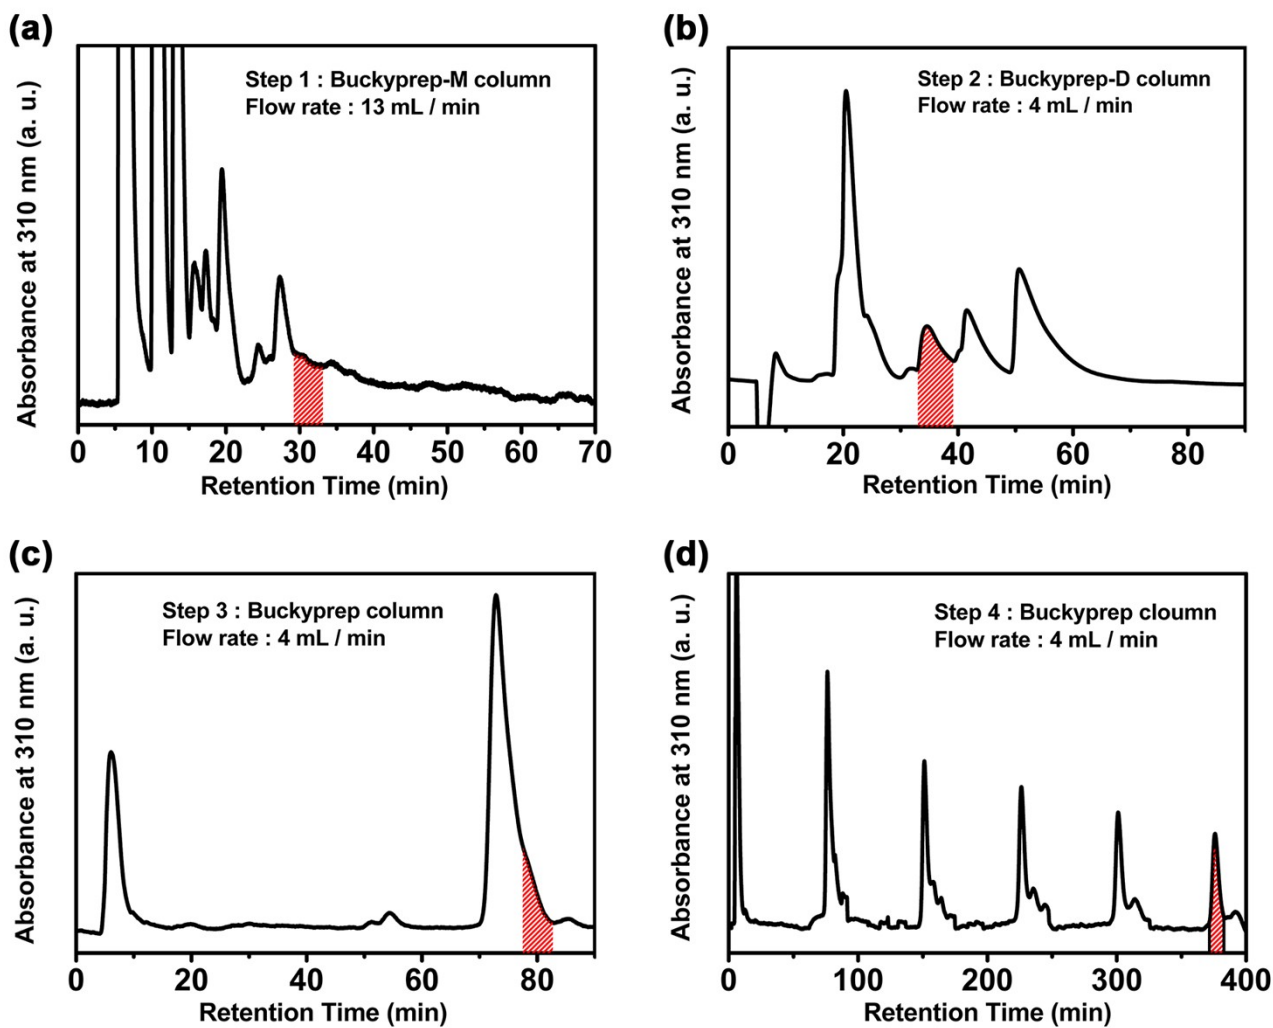 (a)
Step 1 : Buckyprep-M column
Flow rate : 13 mL / min
Absorbance at 310 nm (a. u.)
0 10 20 30 40 50 60 70
Retention Time (min)
(b)
Step 2 : Buckyprep-D column
Flow rate : 4 mL / min
Absorbance at 310 nm (a. u.)
0 20 40 60 80
Retention Time (min)
(c)
Step 3 : Buckyprep column
Flow rate : 4 mL / min
Absorbance at 310 nm (a. u.)
0 20 40 60 80
Retention Time (min)
(d)
Step 4 : Buckyprep cloumn
Flow rate : 4 mL / min
Absorbance at 310 nm (a. u.)
0 100 200 300 400
Retention Time (min)